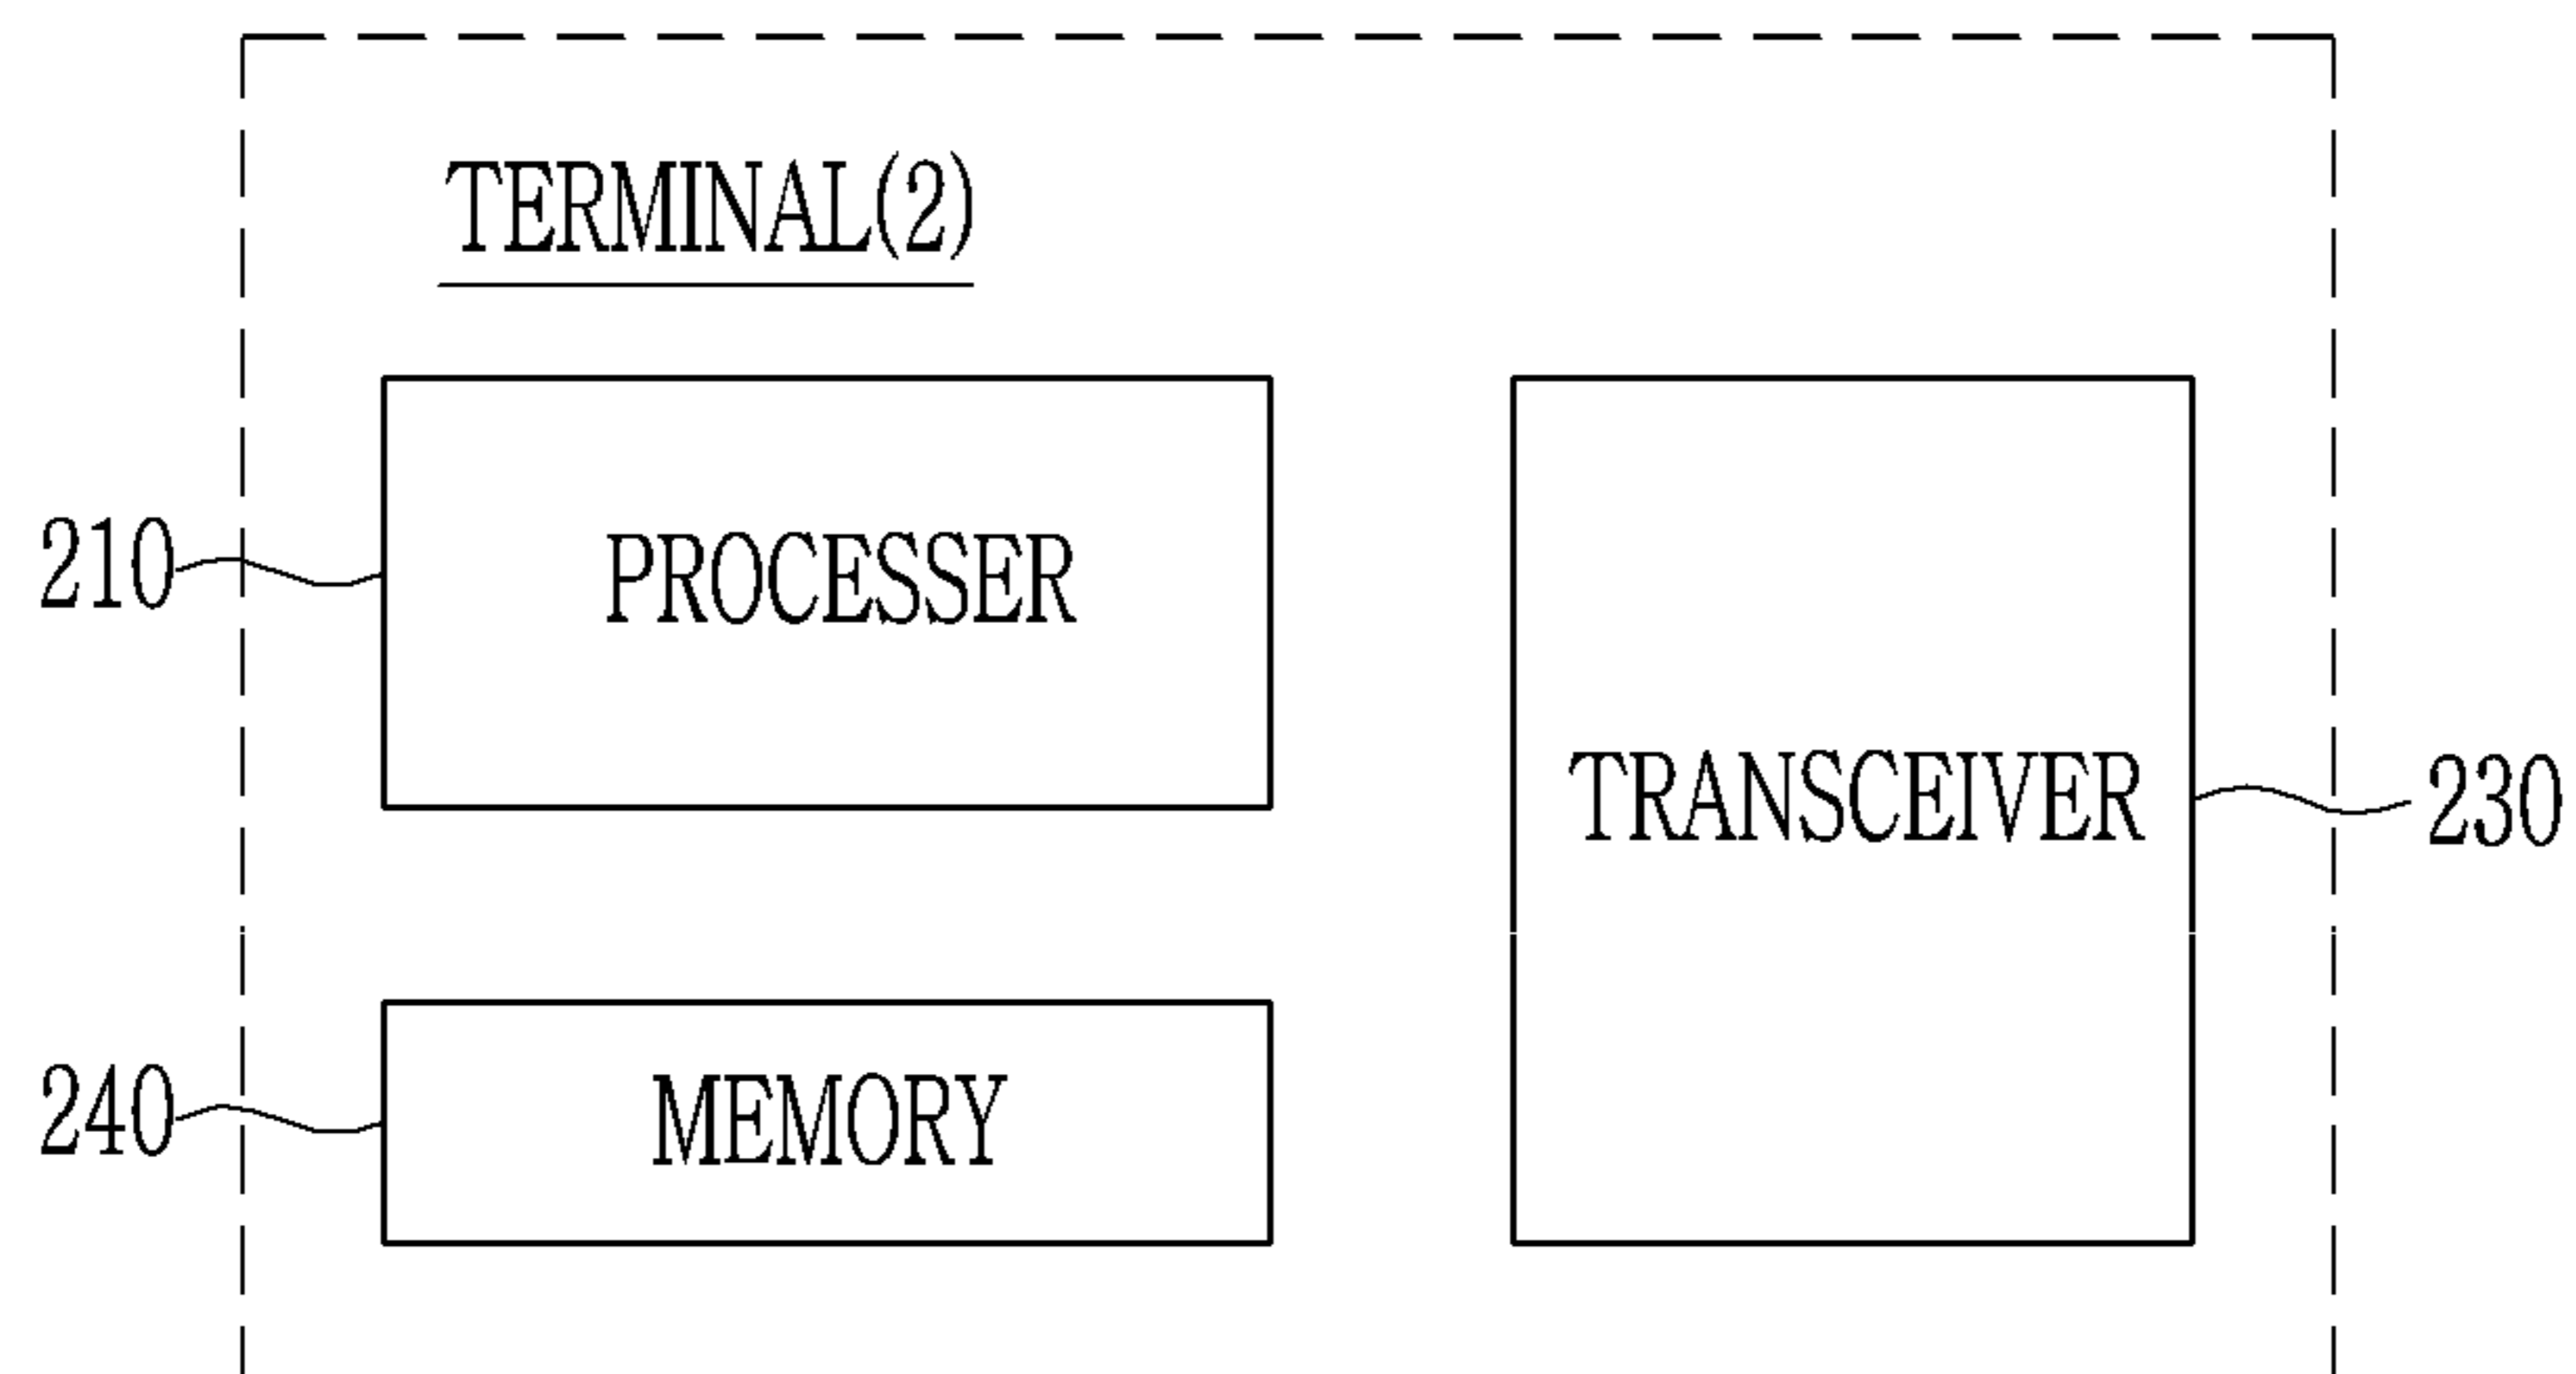 TERMINAL(2)
210
PROCESSER
TRANSCEIVER
230
240
MEMORY